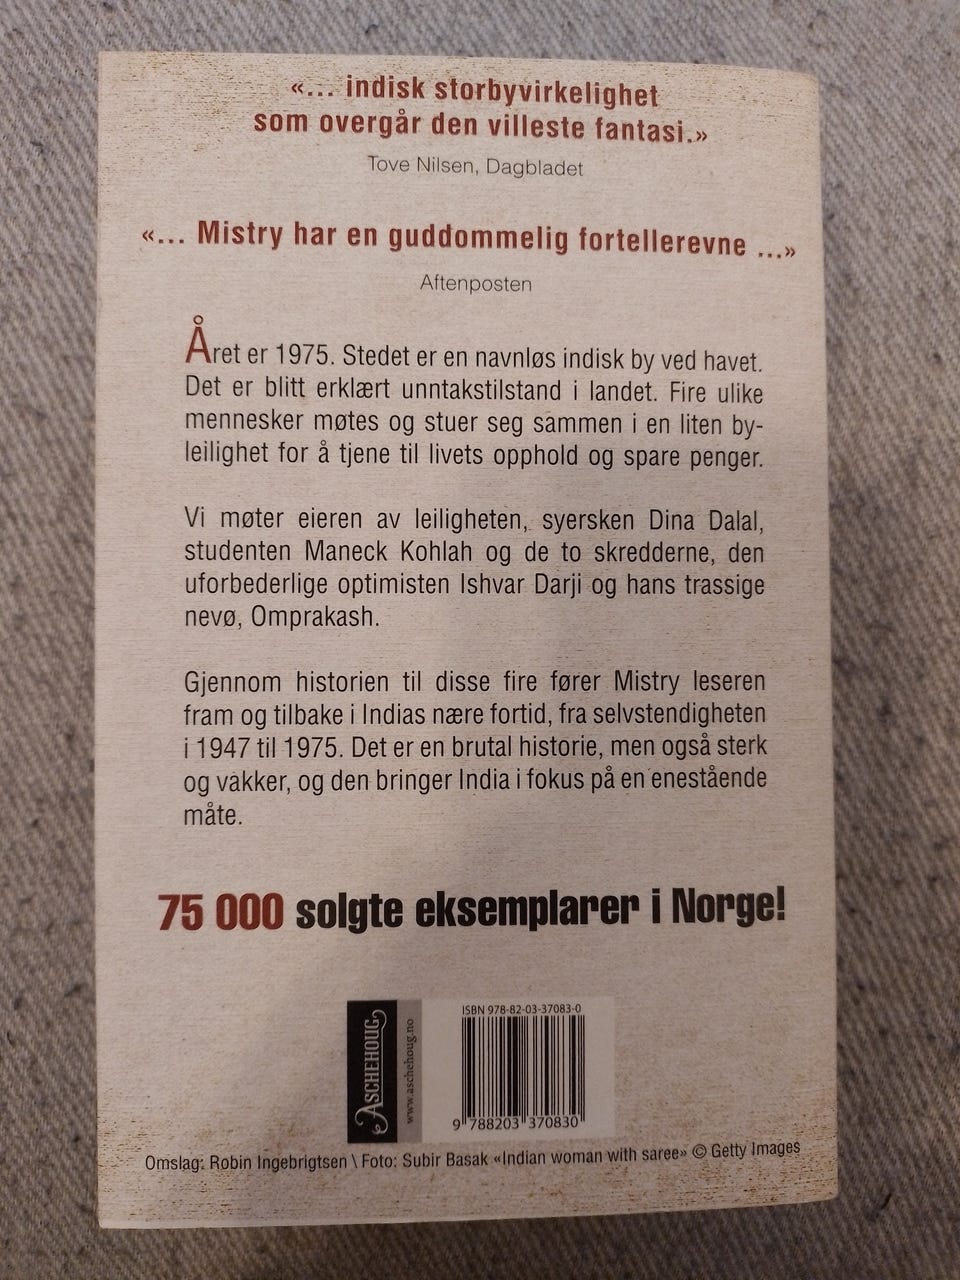 «... indisk storbyvirkelighet
som overgår den villeste fantasi.»
Tove Nilsen, Dagbladet
«... Mistry har en guddommelig fortellerevne ...»
Aftenposten
Året er 1975. Stedet er en navnløs indisk by ved havet.
Det er blitt erklært unntakstilstand i landet. Fire ulike
mennesker møtes og stuer seg sammen i en liten by-
leilighet for å tjene til livets opphold og spare penger.
Vi møter eieren av leiligheten, syersken Dina Dalal,
studenten Maneck Kohlah og de to skredderne, den
uforbederlige optimisten Ishvar Darji og hans trassige
nevø, Omprakash.
Gjennom historien til disse fire fører Mistry leseren
fram og tilbake i Indias nære fortid, fra selvstendigheten
i 1947 til 1975. Det er en brutal historie, men også sterk
og vakker, og den bringer India i fokus på en enestående
måte.
75 000 solgte eksemplarer i Norge!
ASCHEHOUG
www.aschehoug.no
ISBN 978-82-03-37083-0
9 788203 370830
Omslag: Robin Ingebrigtsen \ Foto: Subir Basak «Indian woman with saree» © Getty Images